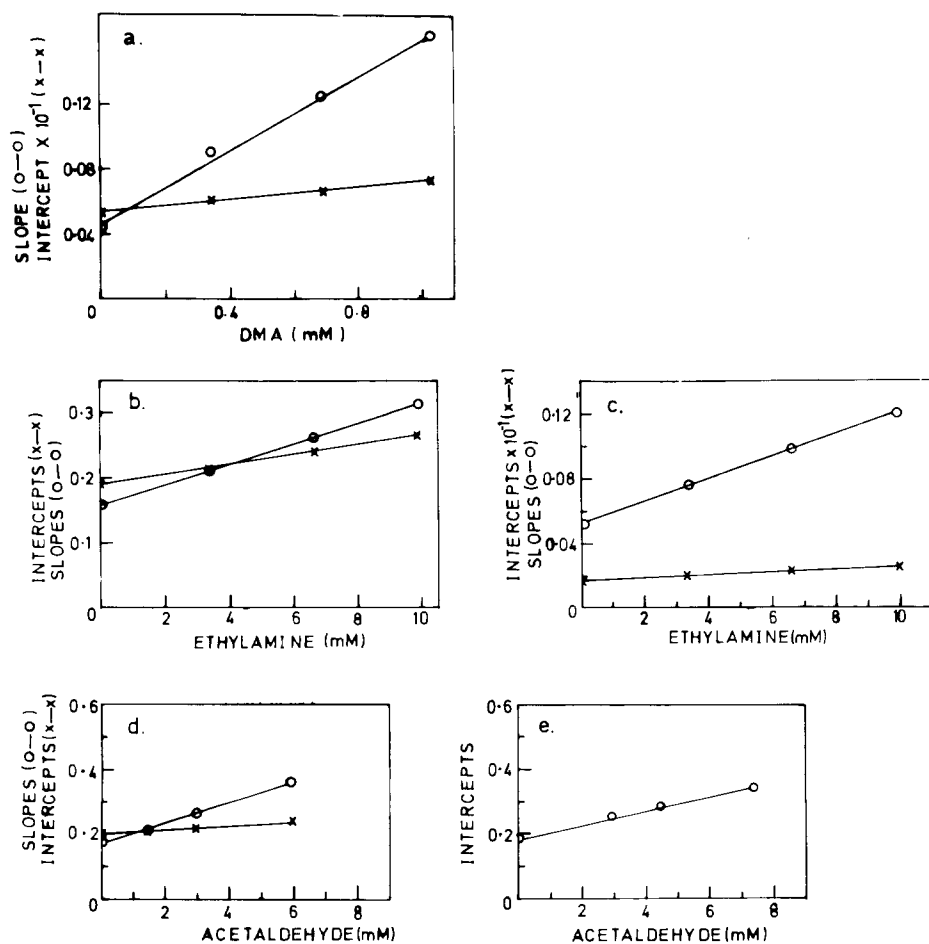 a.
SLOPE (O—O)
INTERCEPT X 10⁻¹ (x—x)
0·12
0·08
0·04
0
0·4
0·8
DMA (mM)
b.
INTERCEPTS (x—x)
SLOPES (O—O)
0·3
0·2
0·1
0
0 2 4 6 8 10
ETHYLAMINE (mM)
c.
INTERCEPTS x 10⁻¹ (x—x)
SLOPES (O—O)
0·12
0·08
0·04
0
0 2 4 6 8 10
ETHYLAMINE(mM)
d.
SLOPES (O—O)
INTERCEPTS(x—x)
0·6
0·4
0·2
0
0 2 4 6 8
ACETALDEHYDE(mM)
e.
INTERCEPTS
0·6
0·4
0·2
0
0 2 4 6 8
ACETALDEHYDE(mM)